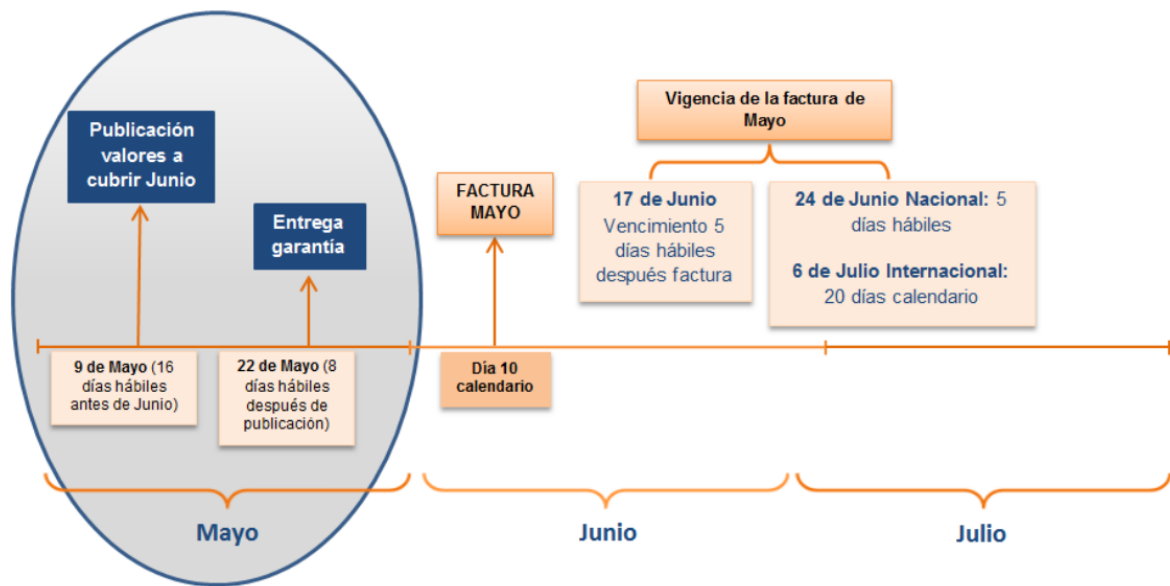 Publicación
valores a
cubrir Junio
Entrega
garantía
9 de Mayo (16
días hábiles
antes de Junio)
22 de Mayo (8
días hábiles
después de
publicación)
FACTURA
MAYO
Día 10
calendario
Vigencia de la factura de
Mayo
17 de Junio
Vencimiento 5
días hábiles
después factura
24 de Junio Nacional: 5
días hábiles
6 de Julio Internacional:
20 días calendario
Mayo
Junio
Julio